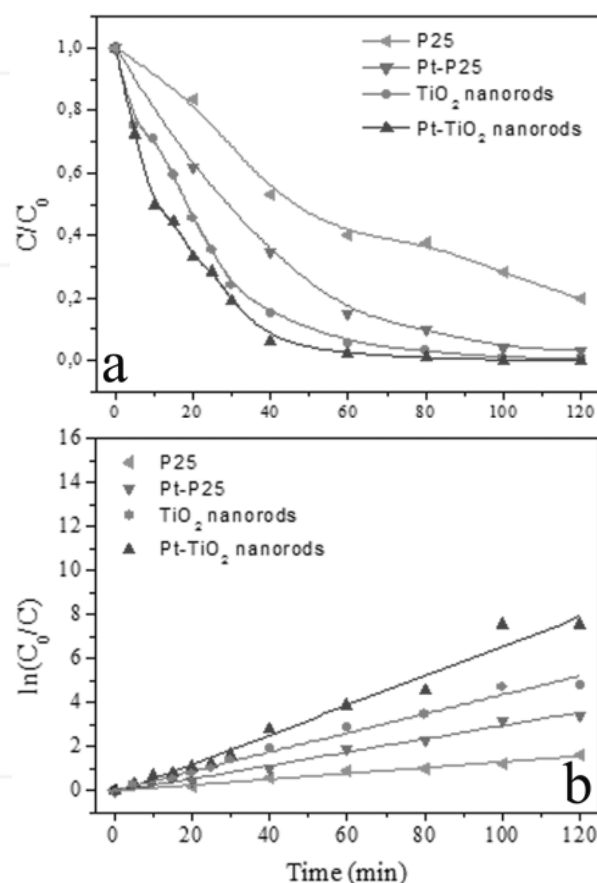 1,0
0,8
0,6
0,4
0,2
0,0
C/C₀
P25
Pt-P25
TiO₂ nanorods
Pt-TiO₂ nanorods
a
0 20 40 60 80 100 120
16
14
12
10
8
6
4
2
0
ln(C₀/C)
P25
Pt-P25
TiO₂ nanorods
Pt-TiO₂ nanorods
b
0 20 40 60 80 100 120
Time (min)